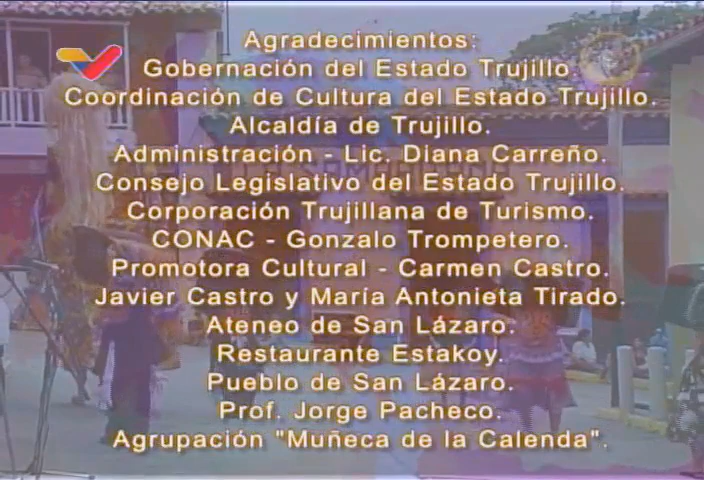 Agradecimientos:
Gobernación del Estado Trujillo.
Coordinación de Cultura del Estado Trujillo.
Alcaldía de Trujillo.
Administración - Lic. Diana Carreño.
Consejo Legislativo del Estado Trujillo.
Corporación Trujillana de Turismo.
CONAC - Gonzalo Trompetero.
Promotora Cultural - Carmen Castro.
Javier Castro y María Antonieta Tirado.
Ateneo de San Lázaro.
Restaurante Estakoy.
Pueblo de San Lázaro.
Prof. Jorge Pacheco.
Agrupación "Muñeca de la Calenda".